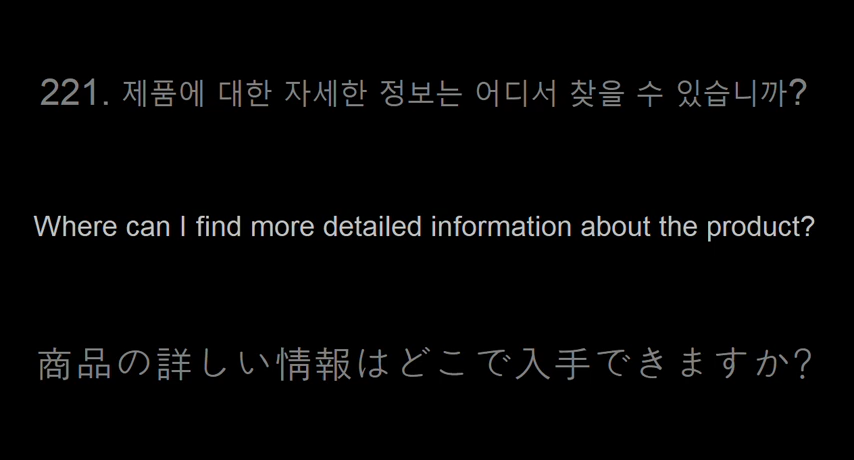 221. 제품에 대한 자세한 정보는 어디서 찾을 수 있습니까?
Where can I find more detailed information about the product?
商品の詳しい情報はどこで入手できますか?